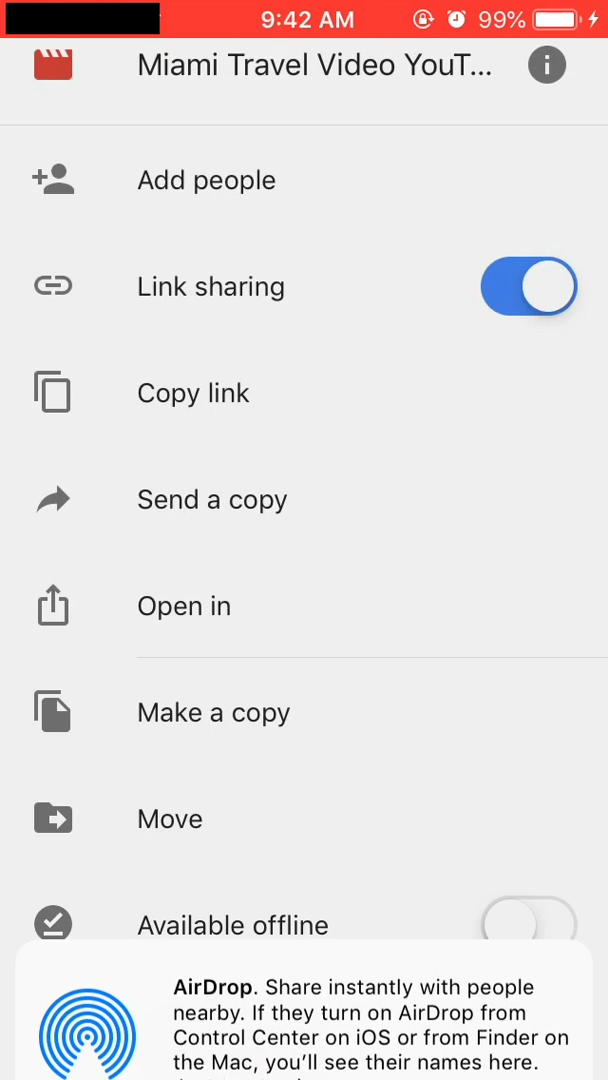 9:42 AM 99%
Miami Travel Video YouT...
Add people
Link sharing
Copy link
Send a copy
Open in
Make a copy
Move
Available offline
AirDrop. Share instantly with people
nearby. If they turn on AirDrop from
Control Center on iOS or from Finder on
the Mac, you’ll see their names here.